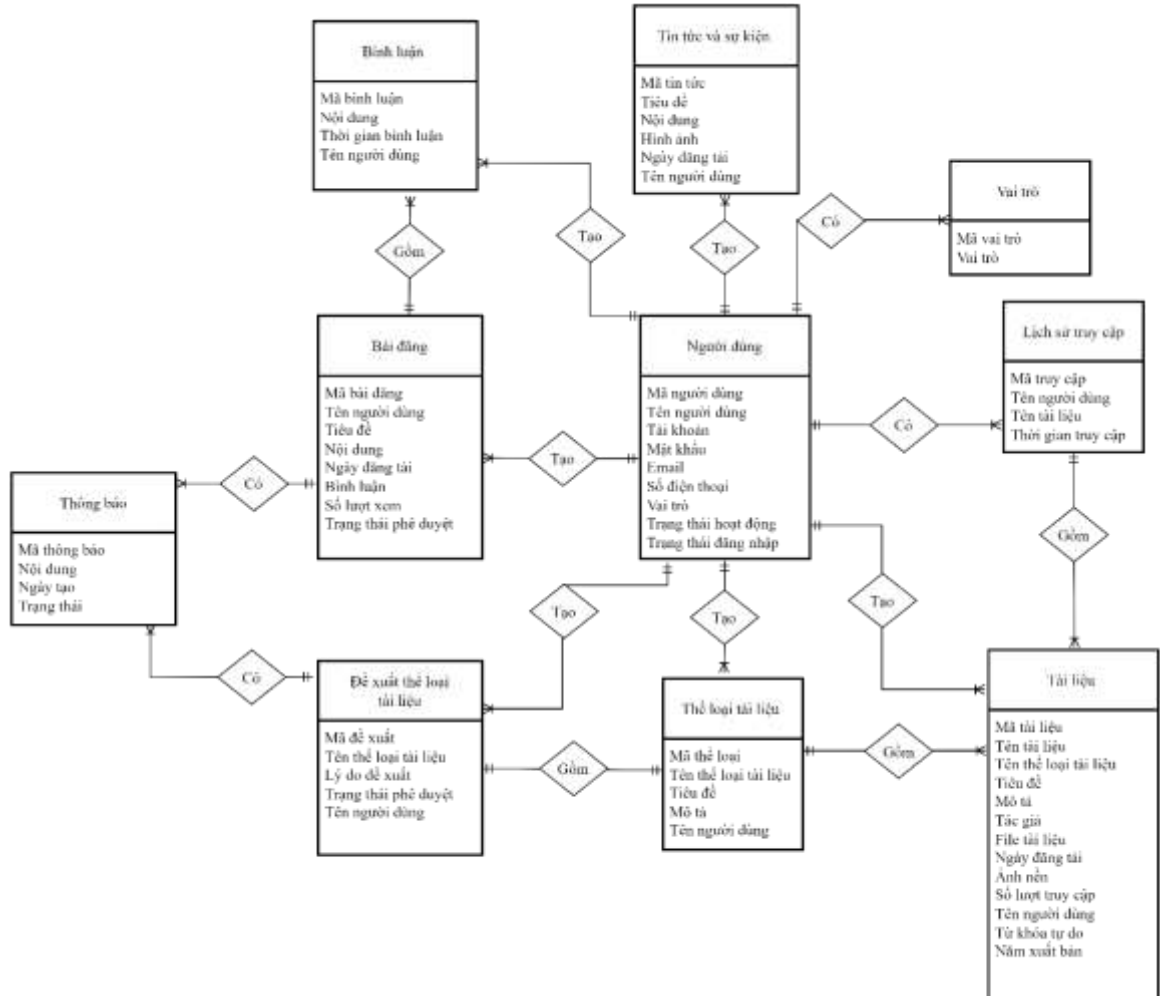 Bình luận
Mã bình luận
Nội dung
Thời gian bình luận
Tên người dùng
Tin tức và sự kiện
Mã tin tức
Tiêu đề
Nội dung
Hình ảnh
Ngày đăng tải
Tên người dùng
Vai trò
Mã vai trò
Vai trò
Có
Tạo
Tạo
Gồm
Bài đăng
Mã bài đăng
Tên người dùng
Tiêu đề
Nội dung
Ngày đăng tải
Bình luận
Số lượt xem
Trạng thái phê duyệt
Người dùng
Mã người dùng
Tên người dùng
Tài khoản
Mật khẩu
Email
Số điện thoại
Vai trò
Trạng thái hoạt động
Trạng thái đăng nhập
Lịch sử truy cập
Mã truy cập
Tên người dùng
Tên tài liệu
Thời gian truy cập
Có
Tạo
Có
Gồm
Thông báo
Mã thông báo
Nội dung
Ngày tạo
Trạng thái
Tạo
Tạo
Tạo
Có
Đề xuất thể loại
tài liệu
Mã đề xuất
Tên thể loại tài liệu
Lý do đề xuất
Trạng thái phê duyệt
Tên người dùng
Gồm
Thể loại tài liệu
Mã thể loại
Tên thể loại tài liệu
Tiêu đề
Mô tả
Tên người dùng
Gồm
Tài liệu
Mã tài liệu
Tên tài liệu
Tên thể loại tài liệu
Tiêu đề
Mô tả
Tác giả
File tài liệu
Ngày đăng tải
Ảnh nền
Số lượt truy cập
Tên người dùng
Từ khóa tự do
Năm xuất bản